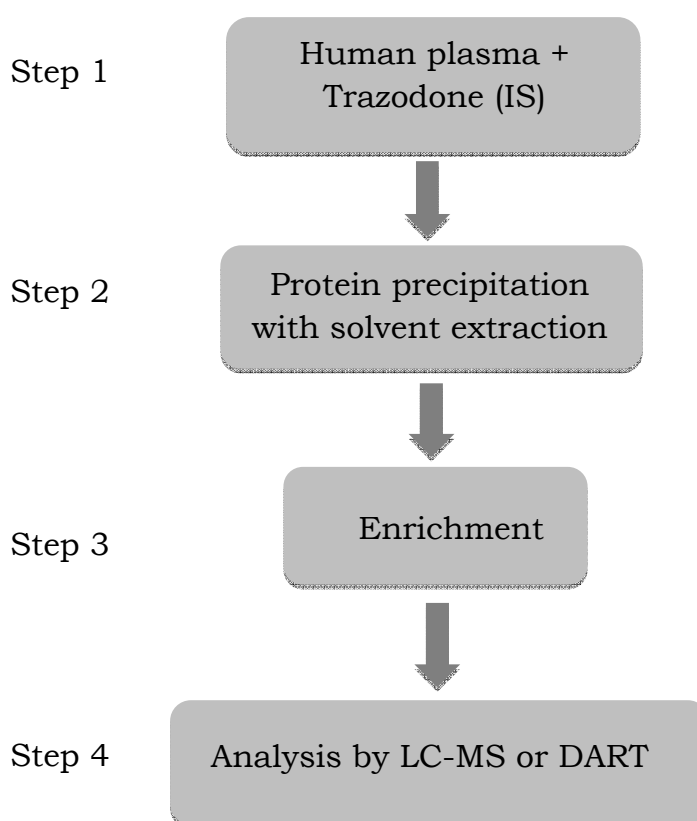 Step 1
Human plasma +
Trazodone (IS)
Step 2
Protein precipitation
with solvent extraction
Step 3
Enrichment
Step 4
Analysis by LC-MS or DART